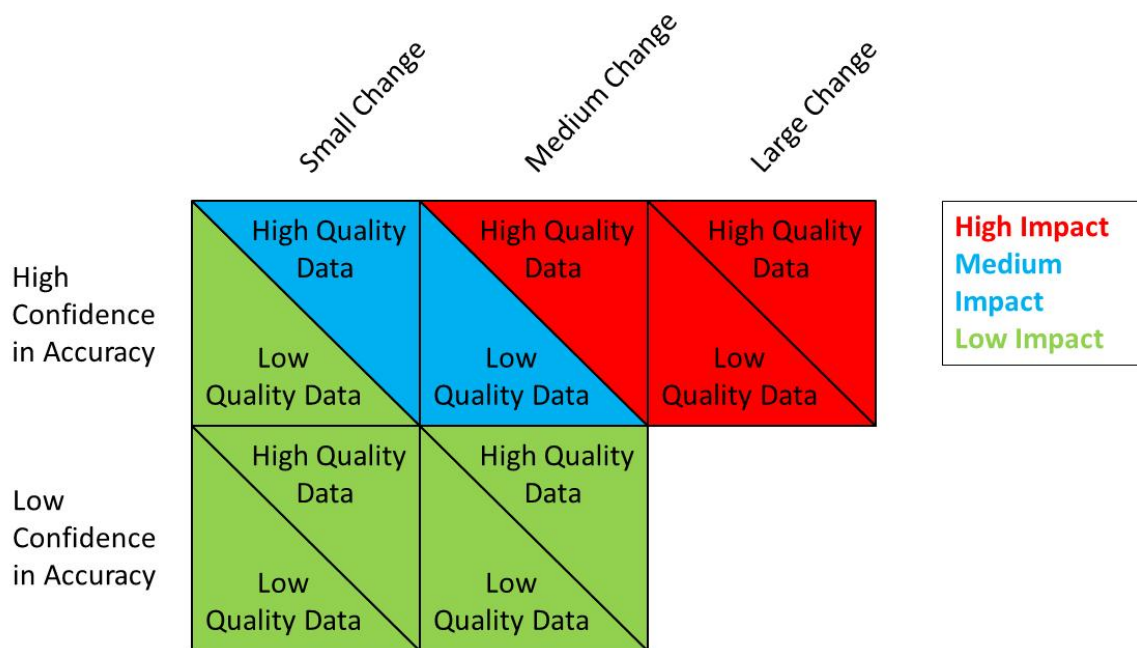 Small Change
Medium Change
Large Change
High
Confidence
in Accuracy
High Quality
Data
Low
Quality Data
High Quality
Data
Low
Quality Data
High Quality
Data
Low
Quality Data
High Impact
Medium
Impact
Low Impact
Low
Confidence
in Accuracy
High Quality
Data
Low
Quality Data
High Quality
Data
Low
Quality Data